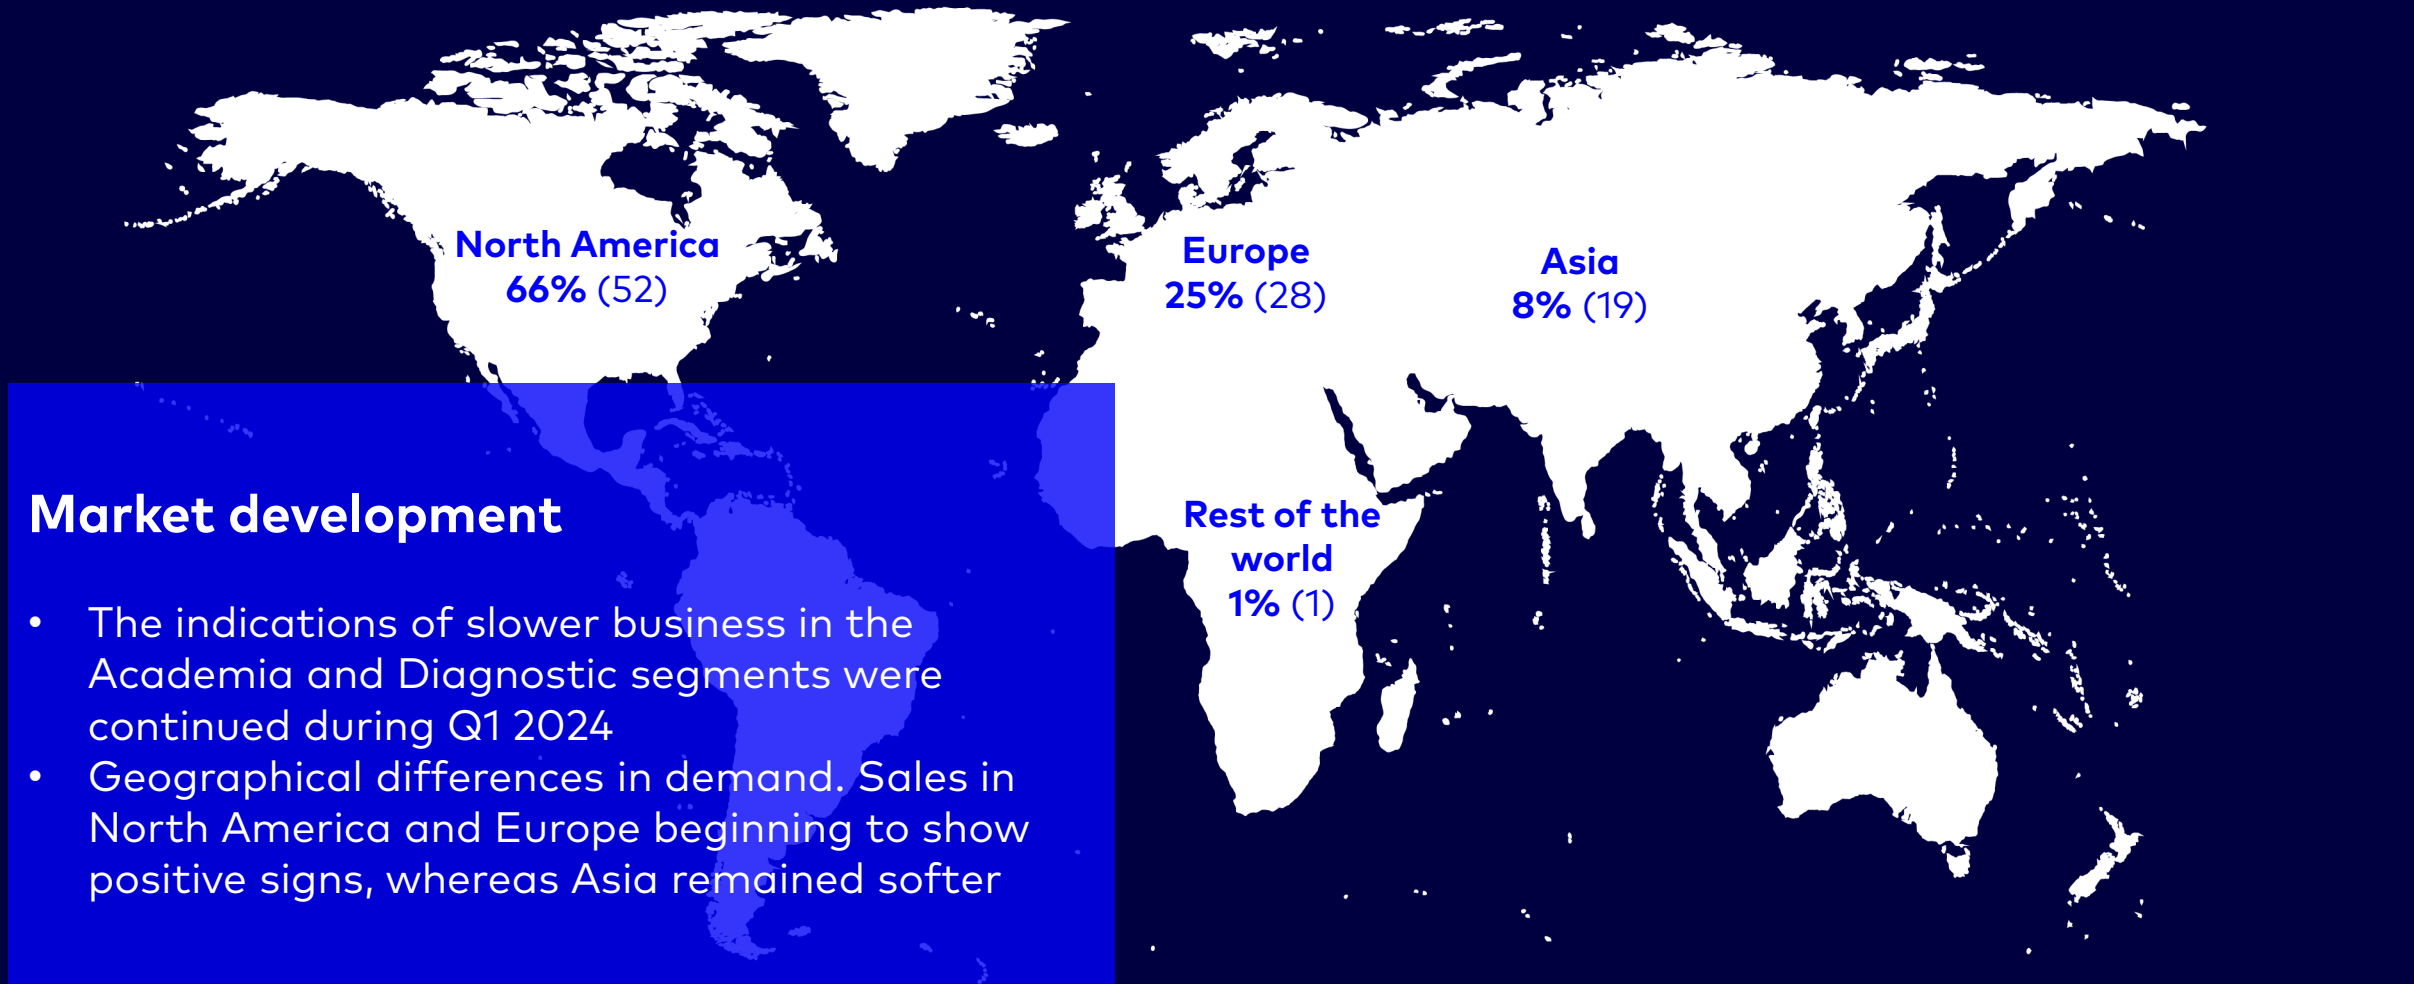 North America
66% (52)
Europe
25% (28)
Asia
8% (19)
Rest of the
world
1% (1)
Market development
• The indications of slower business in the
Academia and Diagnostic segments were
continued during Q1 2024
• Geographical differences in demand. Sales in
North America and Europe beginning to show
positive signs, whereas Asia remained softer